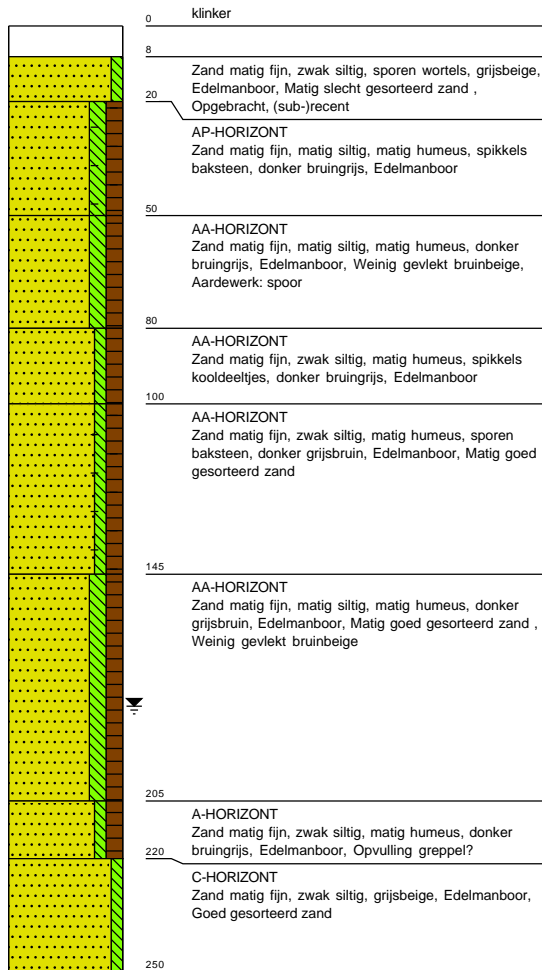 0
klinker
8
Zand matig fijn, zwak siltig, sporen wortels, grijsbeige,
Edelmanboor, Matig slecht gesorteerd zand ,
Opgebracht, (sub-)recent
20
AP-HORIZONT
Zand matig fijn, matig siltig, matig humeus, spikkels
baksteen, donker bruingrijs, Edelmanboor
50
AA-HORIZONT
Zand matig fijn, matig siltig, matig humeus, donker
bruingrijs, Edelmanboor, Weinig gevlekt bruinbeige,
Aardewerk: spoor
80
AA-HORIZONT
Zand matig fijn, zwak siltig, matig humeus, spikkels
kooldeeltjes, donker bruingrijs, Edelmanboor
100
AA-HORIZONT
Zand matig fijn, zwak siltig, matig humeus, sporen
baksteen, donker grijsbruin, Edelmanboor, Matig goed
gesorteerd zand
145
AA-HORIZONT
Zand matig fijn, matig siltig, matig humeus, donker
grijsbruin, Edelmanboor, Matig goed gesorteerd zand ,
Weinig gevlekt bruinbeige
205
A-HORIZONT
Zand matig fijn, zwak siltig, matig humeus, donker
bruingrijs, Edelmanboor, Opvulling greppel?
220
C-HORIZONT
Zand matig fijn, zwak siltig, grijsbeige, Edelmanboor,
Goed gesorteerd zand
250